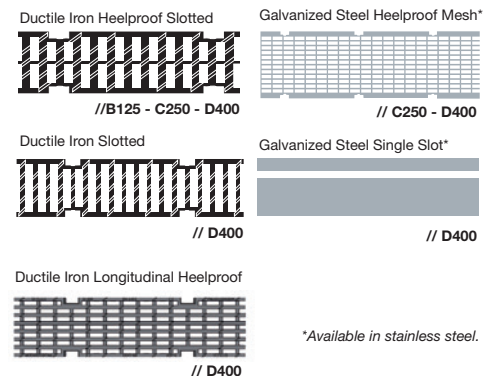 Ductile Iron Heelproof Slotted
//B125 - C250 - D400
Galvanized Steel Heelproof Mesh*
// C250 - D400
Ductile Iron Slotted
// D400
Galvanized Steel Single Slot*
// D400
Ductile Iron Longitudinal Heelproof
// D400
*Available in stainless steel.